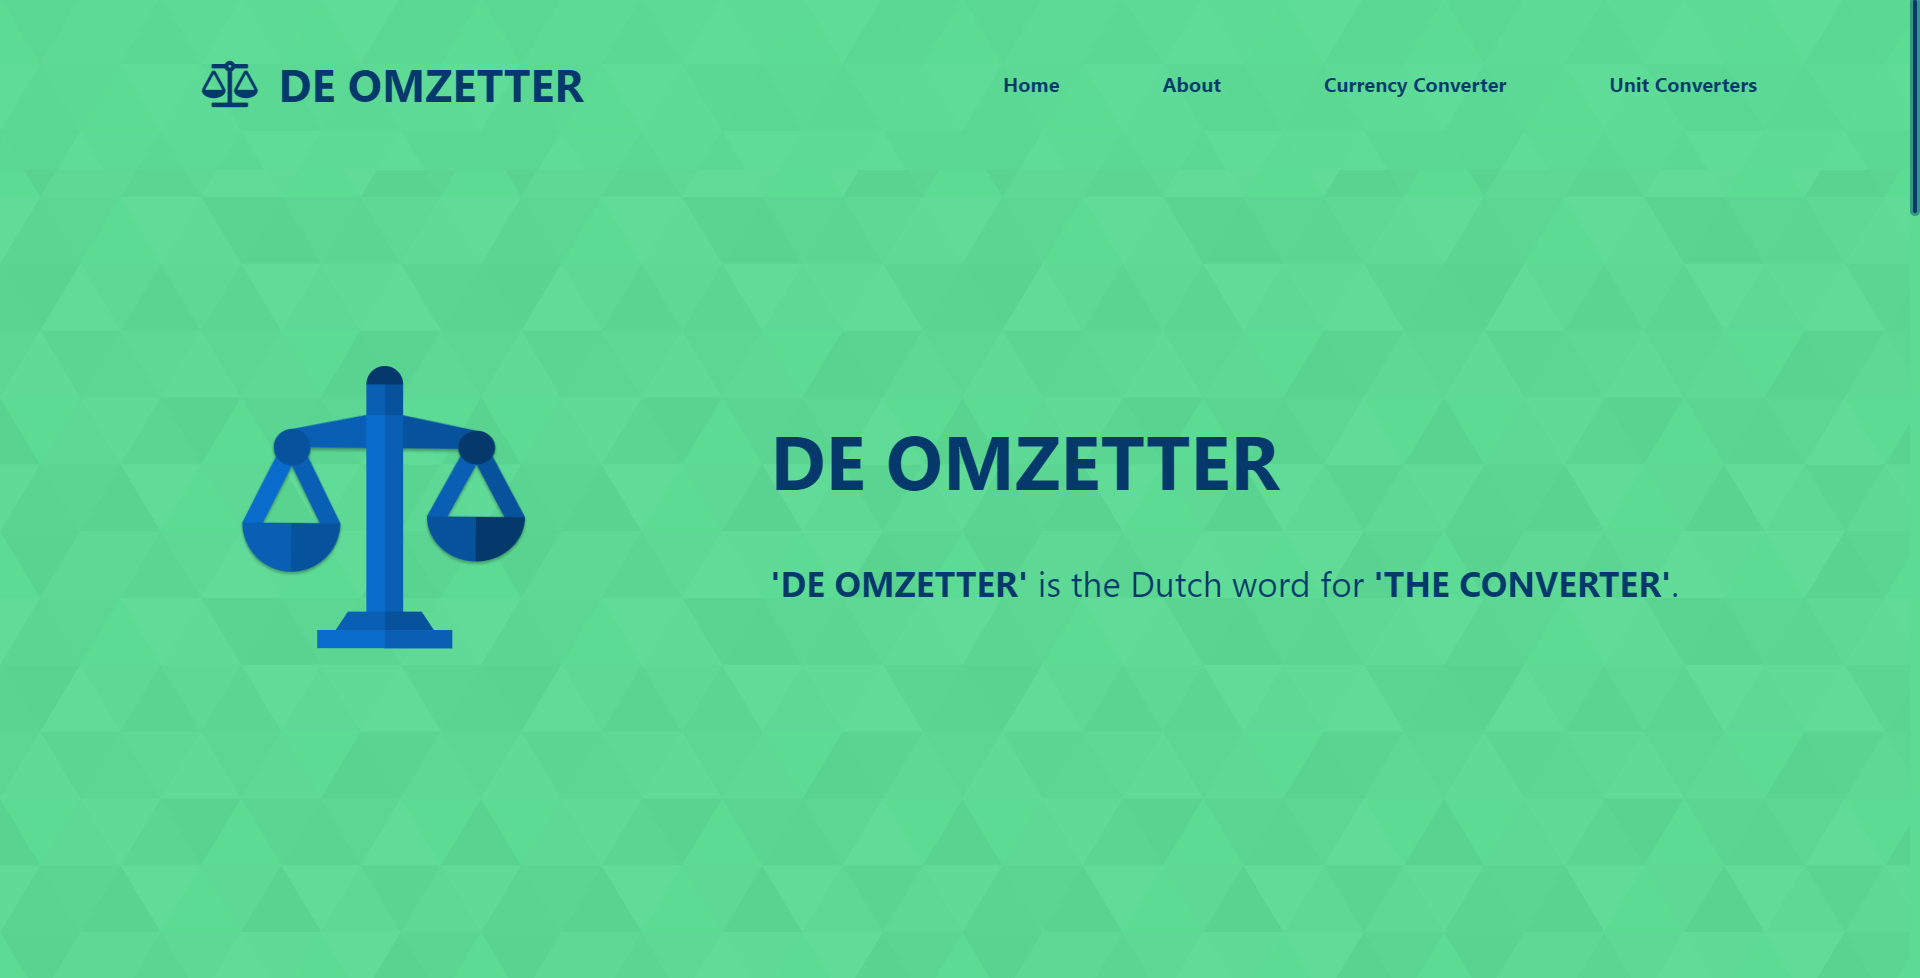 DE OMZETTER
Home
About
Currency Converter
Unit Converters
DE OMZETTER
'DE OMZETTER' is the Dutch word for 'THE CONVERTER'.